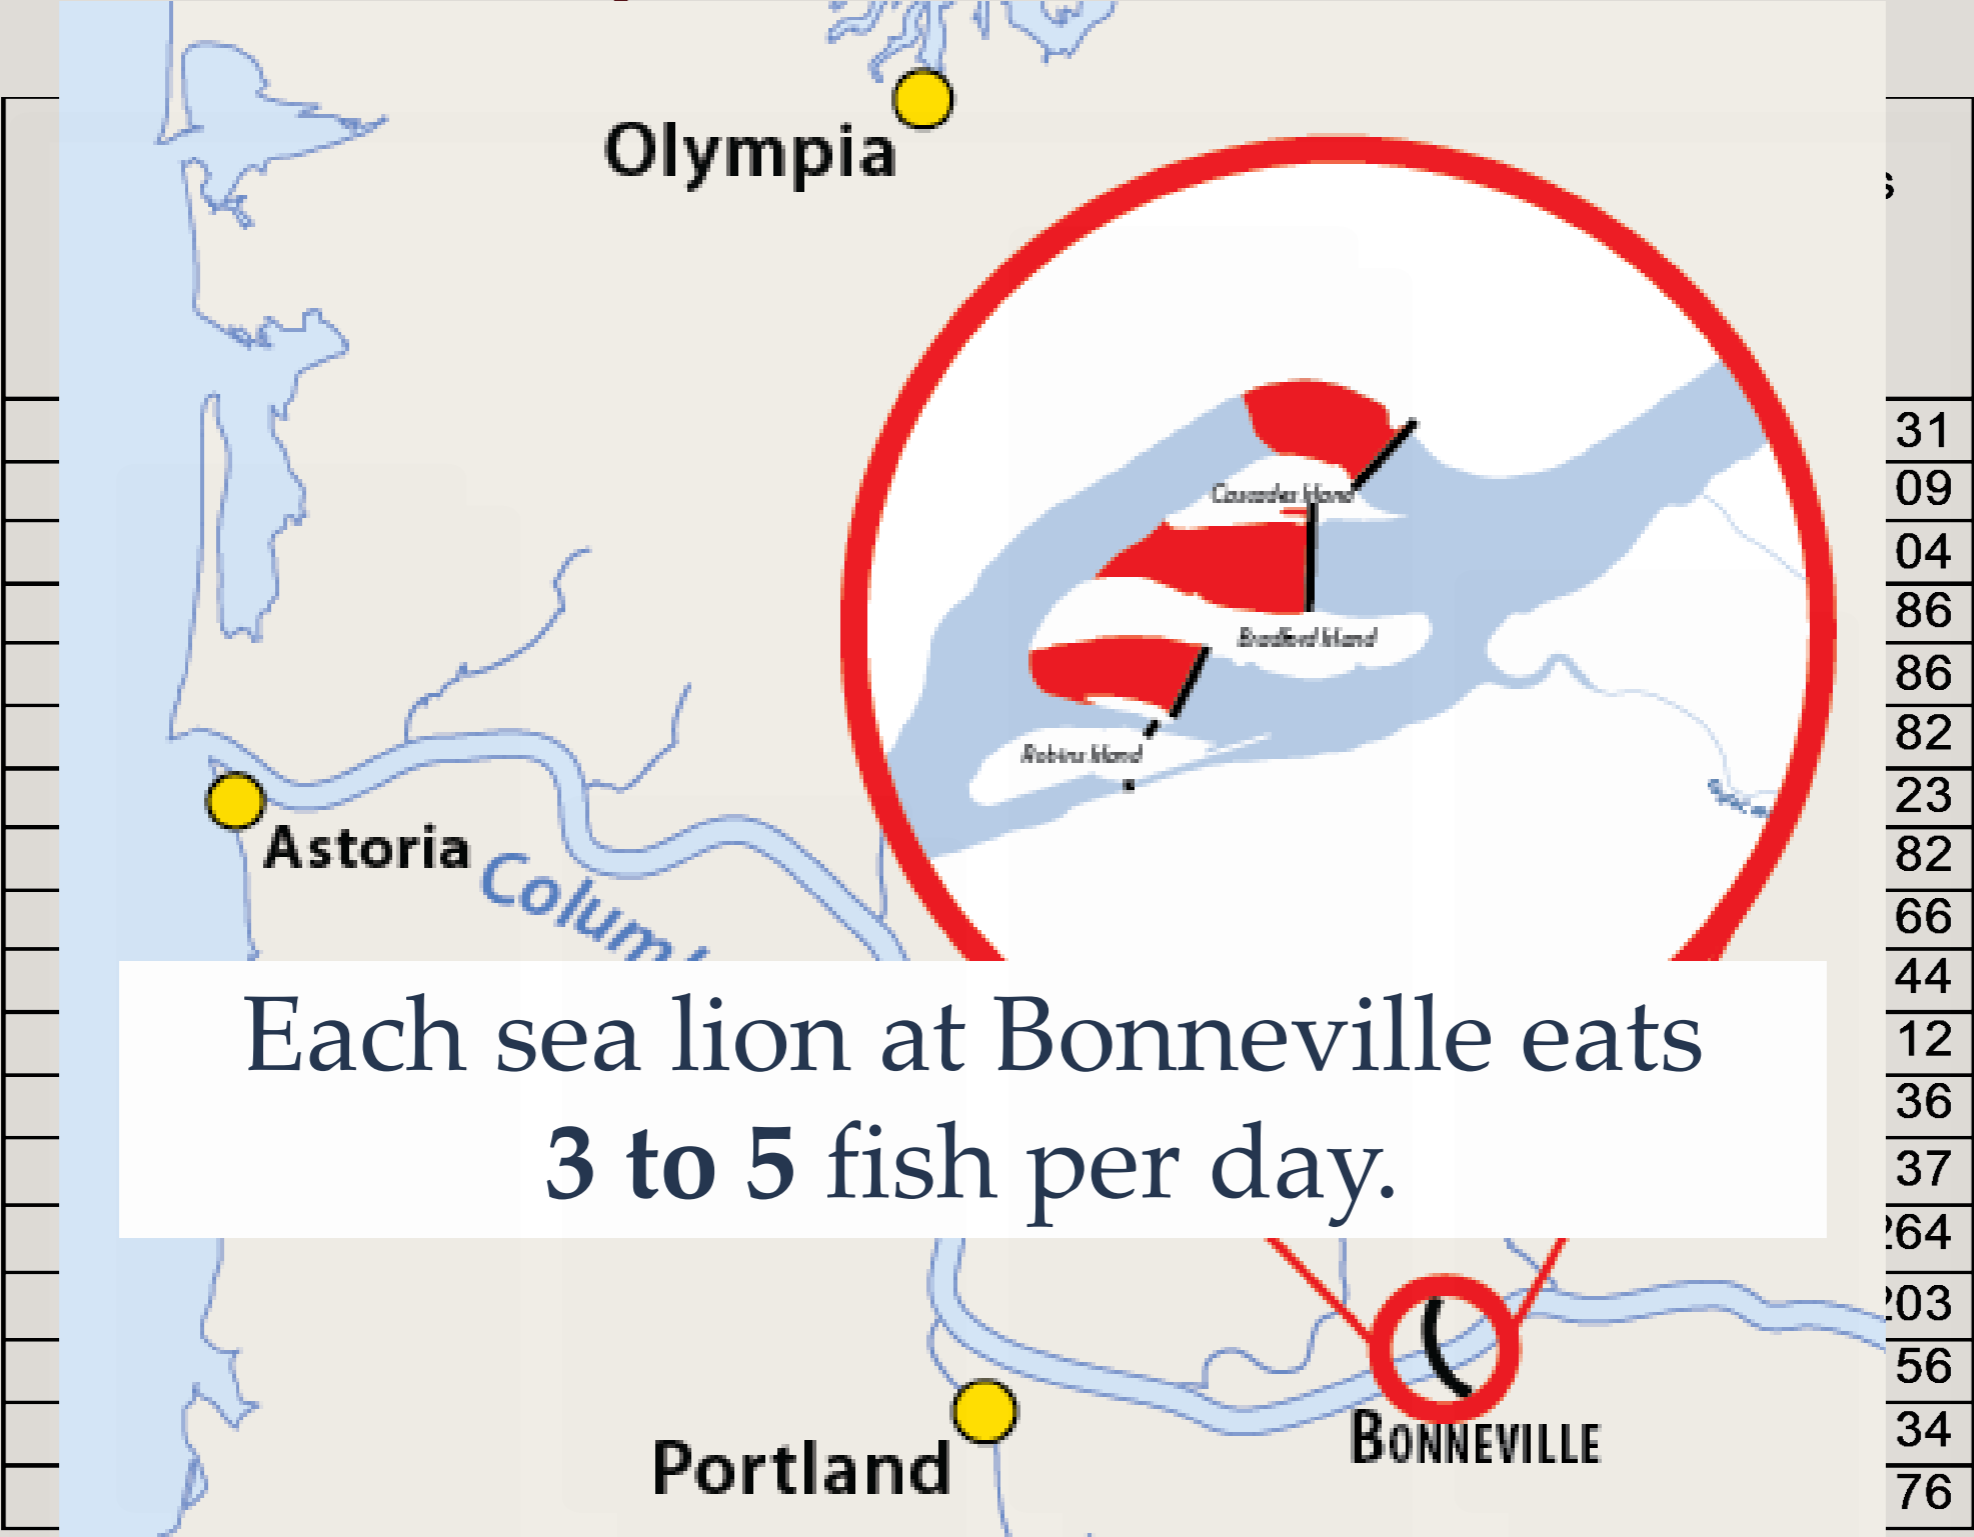 Olympia
s
Cascades Island
Bradford Island
Robins Island
Astoria
Each sea lion at Bonneville eats
3 to 5 fish per day.
Portland
BONNEVILLE
31
09
04
86
86
82
23
82
66
44
12
36
37
264
203
56
34
76